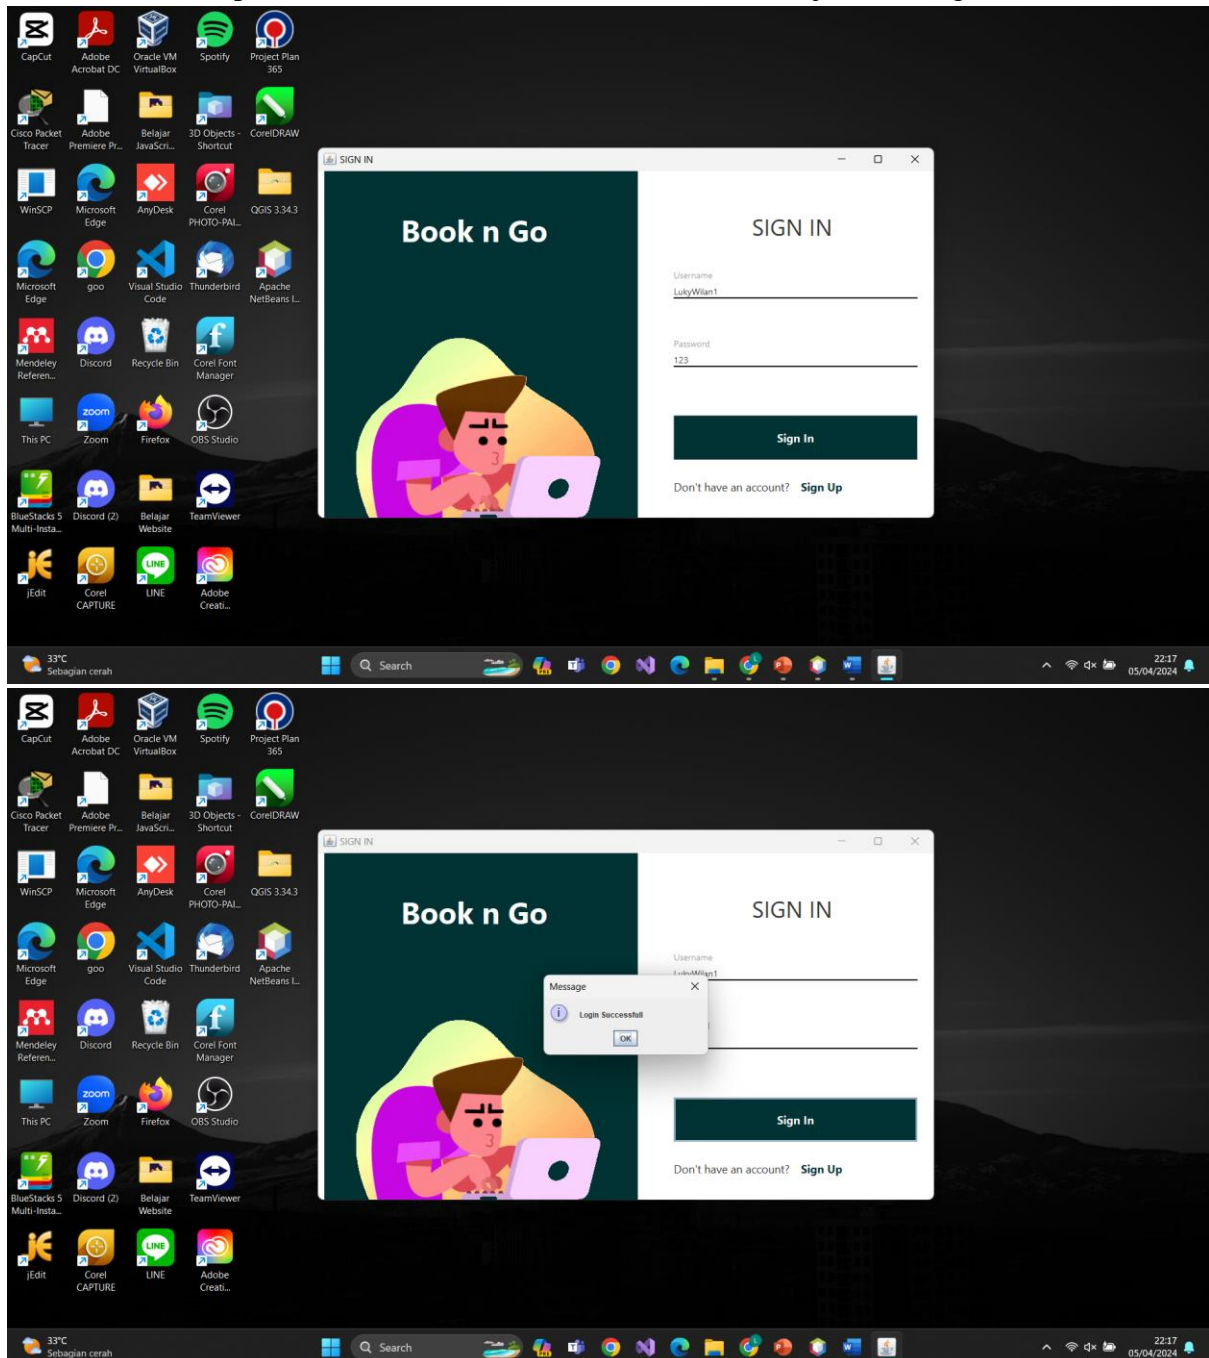 CapCut
Adobe
Acrobat DC
Oracle VM
VirtualBox
Spotify
Project Plan
365
Cisco Packet
Tracer
Adobe
Premiere Pr...
Belajar
JavaScri...
3D Objects -
Shortcut
CorelDRAW
WinSCP
Microsoft
Edge
AnyDesk
Corel
PHOTO-PAI...
QGIS 3.34.3
Microsoft
Edge
goo
Visual Studio
Code
Thunderbird
Apache
NetBeans I...
Mendeley
Referen...
Discord
Recycle Bin
Corel Font
Manager
This PC
zoom
Zoom
Firefox
OBS Studio
BlueStacks 5
Multi-Insta...
Discord (2)
Belajar
Website
TeamViewer
jEdit
Corel
CAPTURE
LINE
LINE
Adobe
Creati...
SIGN IN
Book n Go
SIGN IN
Username
LukyWilan1
Password
123
Sign In
Don't have an account? Sign Up
33°C
Sebagian cerah
Search
22:17
05/04/2024
CapCut
Adobe
Acrobat DC
Oracle VM
VirtualBox
Spotify
Project Plan
365
Cisco Packet
Tracer
Adobe
Premiere Pr...
Belajar
JavaScri...
3D Objects -
Shortcut
CorelDRAW
WinSCP
Microsoft
Edge
AnyDesk
Corel
PHOTO-PAI...
QGIS 3.34.3
Microsoft
Edge
goo
Visual Studio
Code
Thunderbird
Apache
NetBeans I...
Mendeley
Referen...
Discord
Recycle Bin
Corel Font
Manager
This PC
zoom
Zoom
Firefox
OBS Studio
BlueStacks 5
Multi-Insta...
Discord (2)
Belajar
Website
TeamViewer
jEdit
Corel
CAPTURE
LINE
LINE
Adobe
Creati...
SIGN IN
Book n Go
SIGN IN
Username
LukyWilan1
Message
Login Successfull
OK
Sign In
Don't have an account? Sign Up
33°C
Sebagian cerah
Search
22:17
05/04/2024